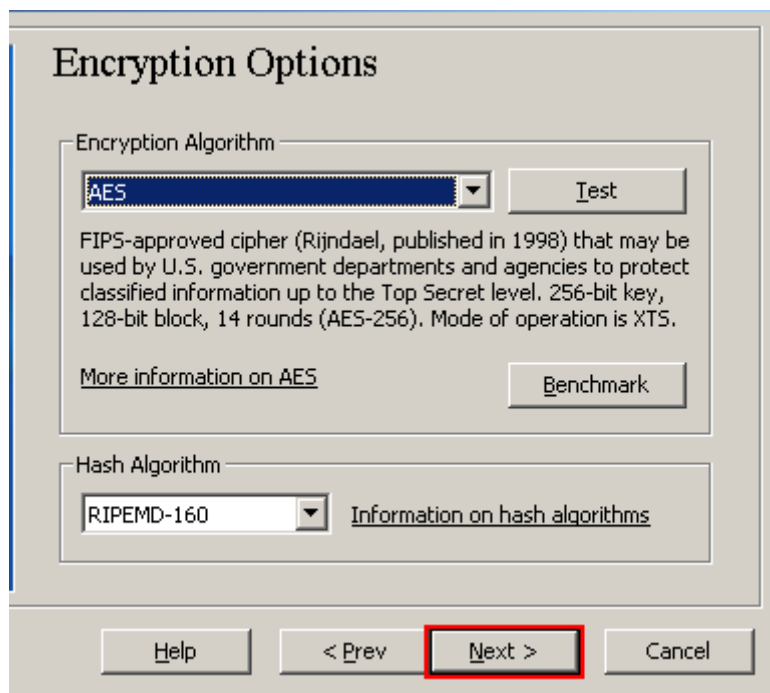 Encryption Options
Encryption Algorithm
AES
Test
FIPS-approved cipher (Rijndael, published in 1998) that may be
used by U.S. government departments and agencies to protect
classified information up to the Top Secret level. 256-bit key,
128-bit block, 14 rounds (AES-256). Mode of operation is XTS.
More information on AES
Benchmark
Hash Algorithm
RIPEMD-160
Information on hash algorithms
Help
< Prev
Next >
Cancel